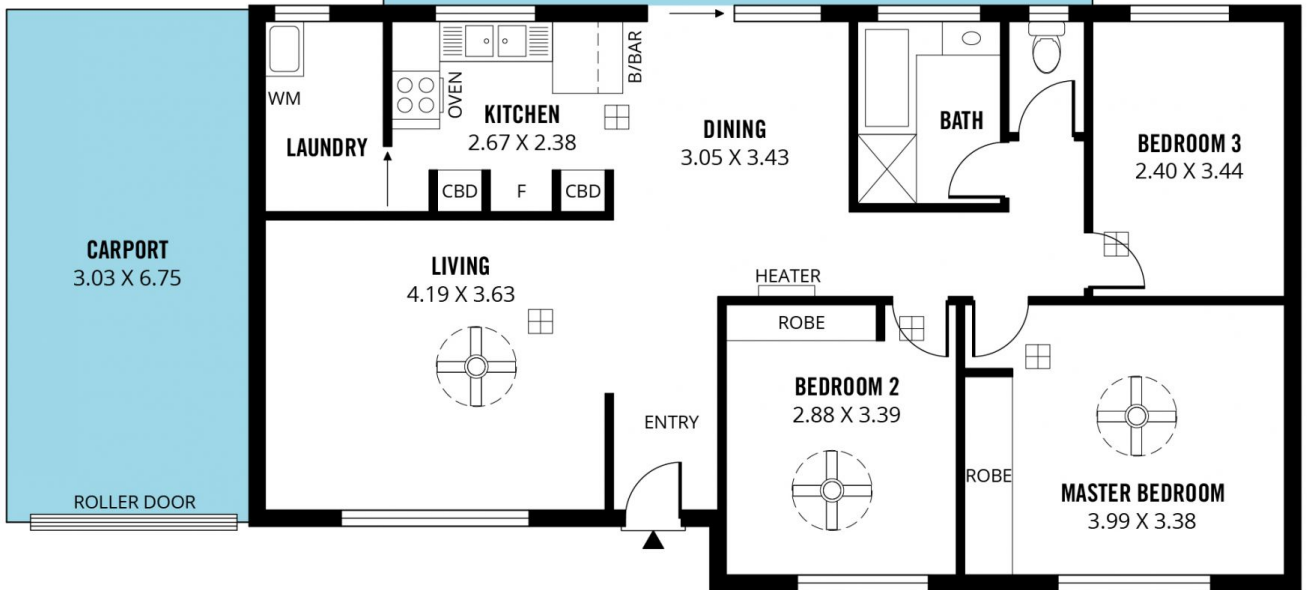 WM
LAUNDRY
OVEN
KITCHEN
2.67 X 2.38
B/BAR
CBD
F
CBD
DINING
3.05 X 3.43
BATH
BEDROOM 3
2.40 X 3.44
CARPORT
3.03 X 6.75
LIVING
4.19 X 3.63
HEATER
ROBE
BEDROOM 2
2.88 X 3.39
ENTRY
ROBE
MASTER BEDROOM
3.99 X 3.38
ROLLER DOOR